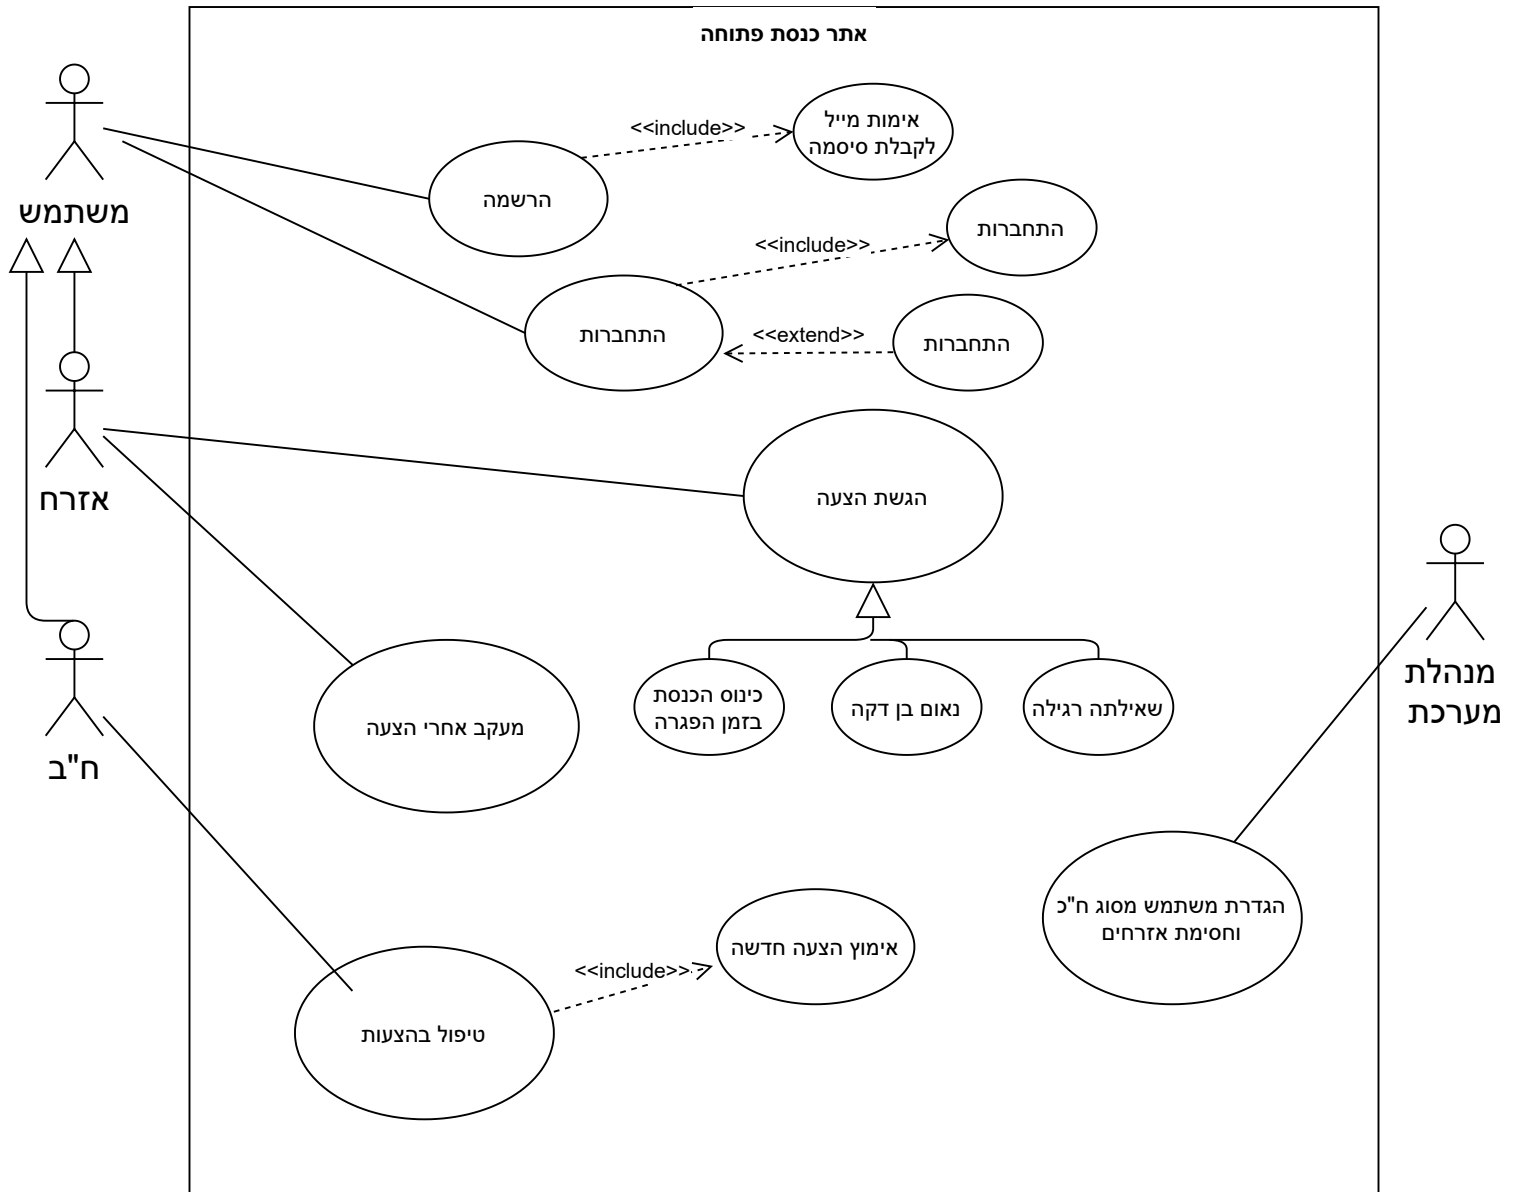 אתר כנסת פתוחה
אימות מייל
לקבלת סיסמה
<<include>>
הרשמה
משתמש
התחברות
<<include>>
התחברות
<<extend>>
התחברות
הגשת הצעה
אזרח
מנהלת
מערכת
כינוס הכנסת
בזמן הפגרה
נאום בן דקה
שאילתה רגילה
מעקב אחרי הצעה
ח"ב
הגדרת משתמש מסוג ח"כ
וחסימת אזרחים
אימוץ הצעה חדשה
<<include>>
טיפול בהצעות